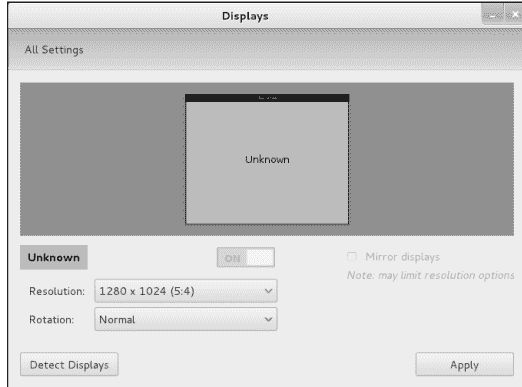 Displays
All Settings
Unknown
Unknown
ON
Mirror displays
Note: may limit resolution options
Resolution: 1280 x 1024 (5:4)
Rotation: Normal
Detect Displays
Apply